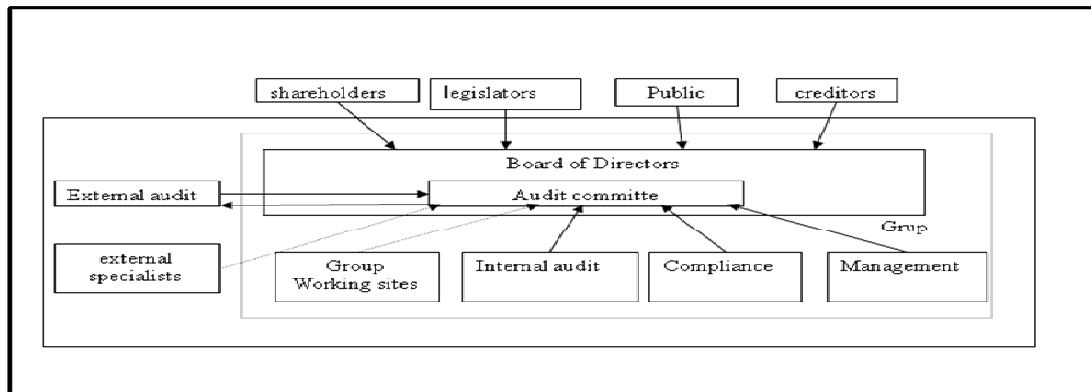 shareholders
legislators
Public
creditors
Board of Directors
External audit
Audit committe
Grup
external
specialists
Group
Working sites
Internal audit
Compliance
Management